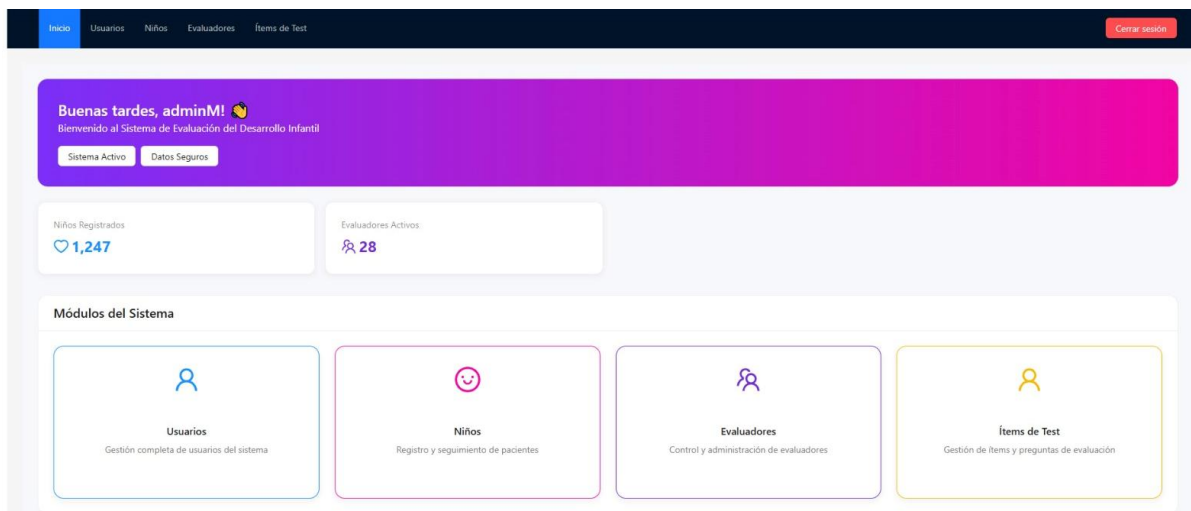 Inicio Usuarios Niños Evaluadores Ítems de Test Cerrar sesión
Buenas tardes, adminM! 👋
Bienvenido al Sistema de Evaluación del Desarrollo Infantil
Sistema Activo Datos Seguros
Niños Registrados Evaluadores Activos
1,247 28
Módulos del Sistema
Usuarios Niños Evaluadores Ítems de Test
Gestión completa de usuarios del sistema Registro y seguimiento de pacientes Control y administración de evaluadores Gestión de ítems y preguntas de evaluación